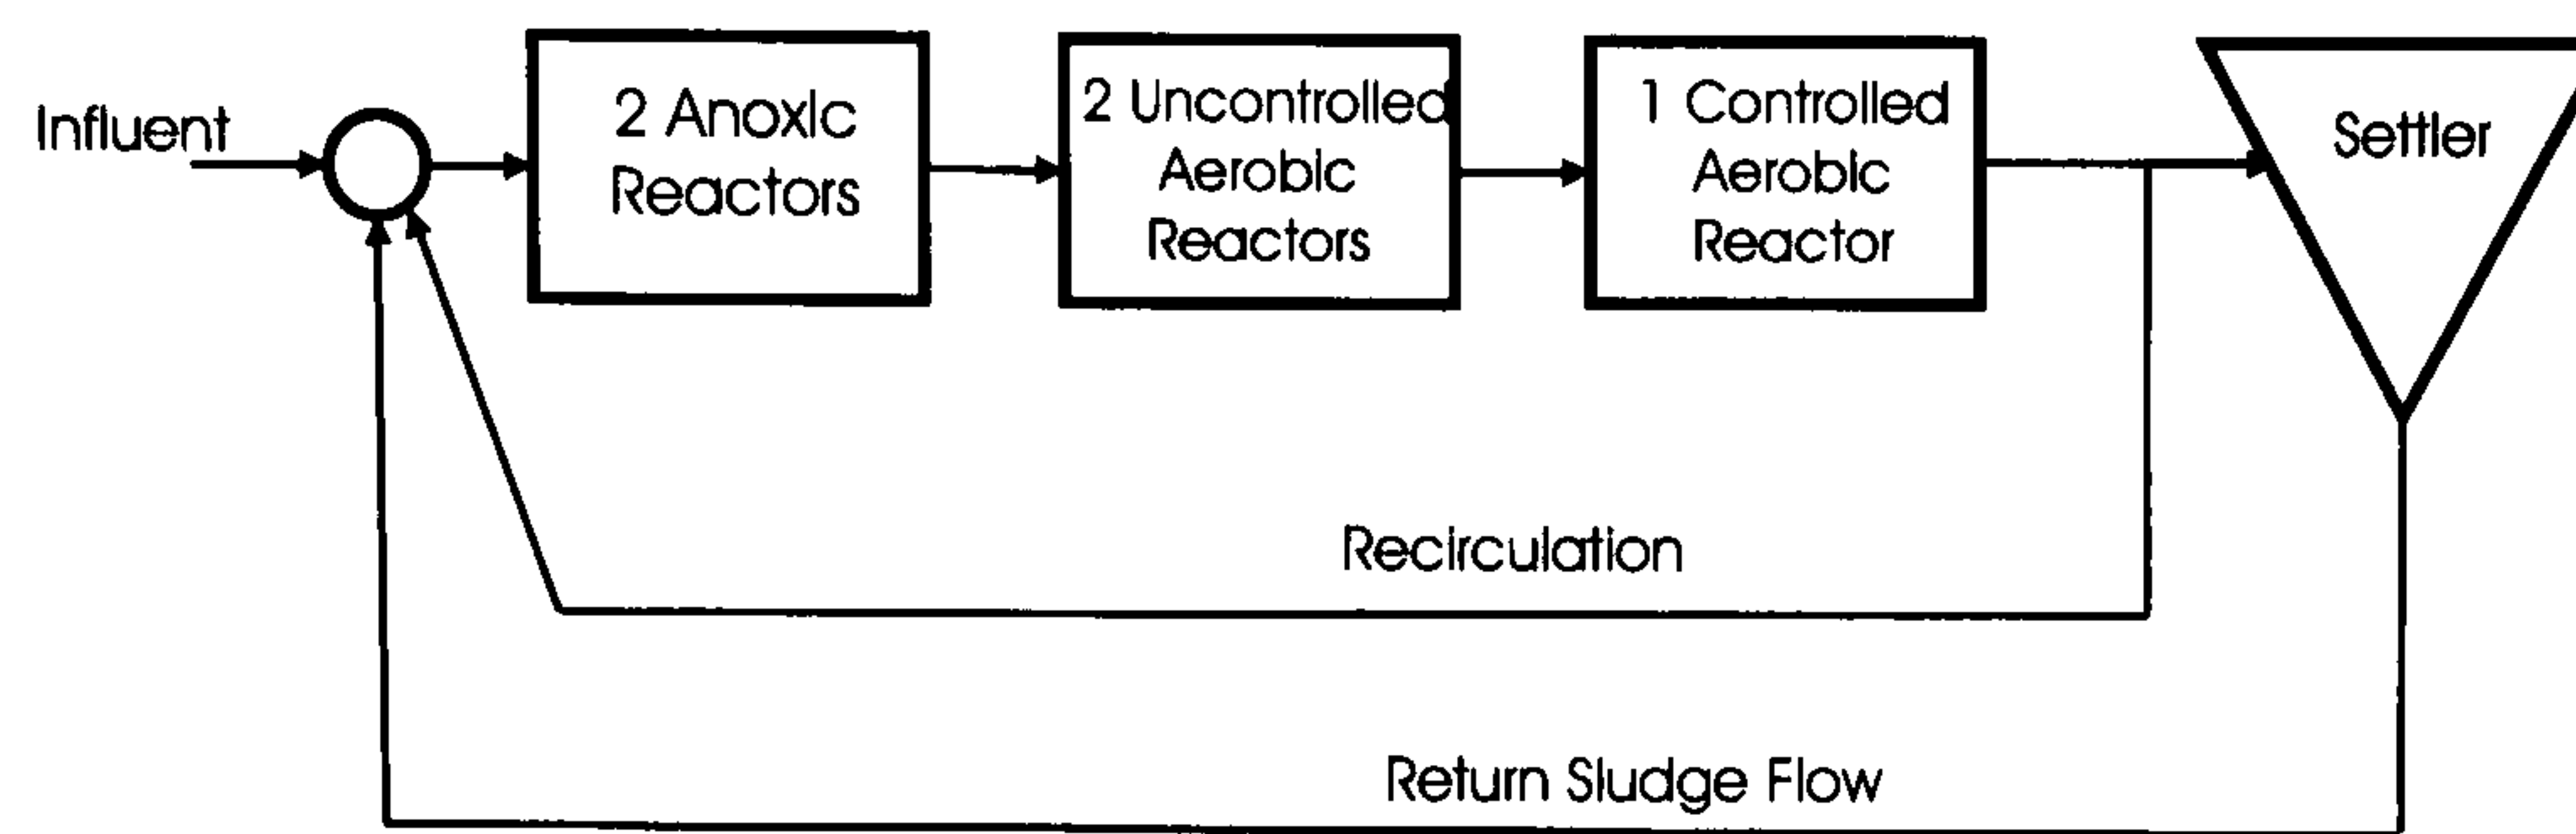 Influent
2 Anoxic
Reactors
2 Uncontrolled
Aerobic
Reactors
1 Controlled
Aerobic
Reactor
Settler
Recirculation
Return Sludge Flow